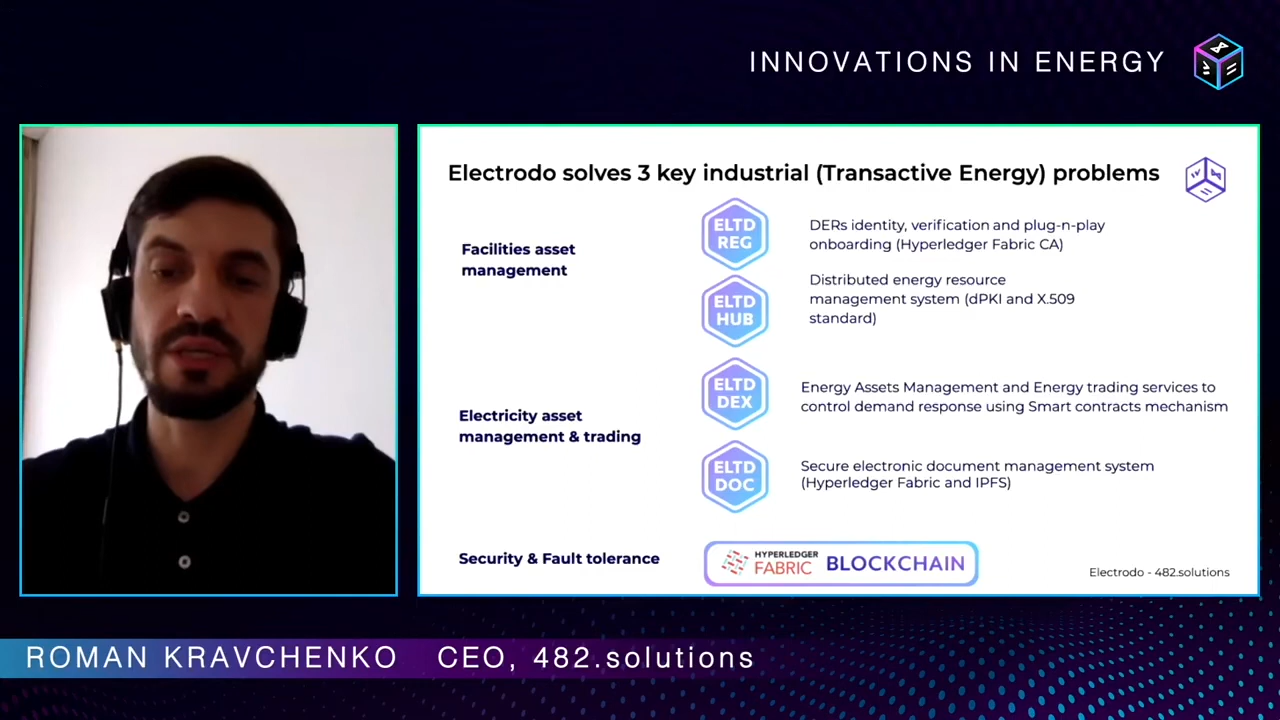 INNOVATIONS IN ENERGY
Electrodo solves 3 key industrial (Transactive Energy) problems
Facilities asset
management
ELTD
REG
DERs identity, verification and plug-n-play
onboarding (Hyperledger Fabric CA)
ELTD
HUB
Distributed energy resource
management system (dPKI and X.509
standard)
Electricity asset
management & trading
ELTD
DEX
Energy Assets Management and Energy trading services to
control demand response using Smart contracts mechanism
ELTD
DOC
Secure electronic document management system
(Hyperledger Fabric and IPFS)
Security & Fault tolerance
HYPERLEDGER
FABRIC
BLOCKCHAIN
Electrodo - 482.solutions
ROMAN KRAVCHENKO CEO, 482.solutions